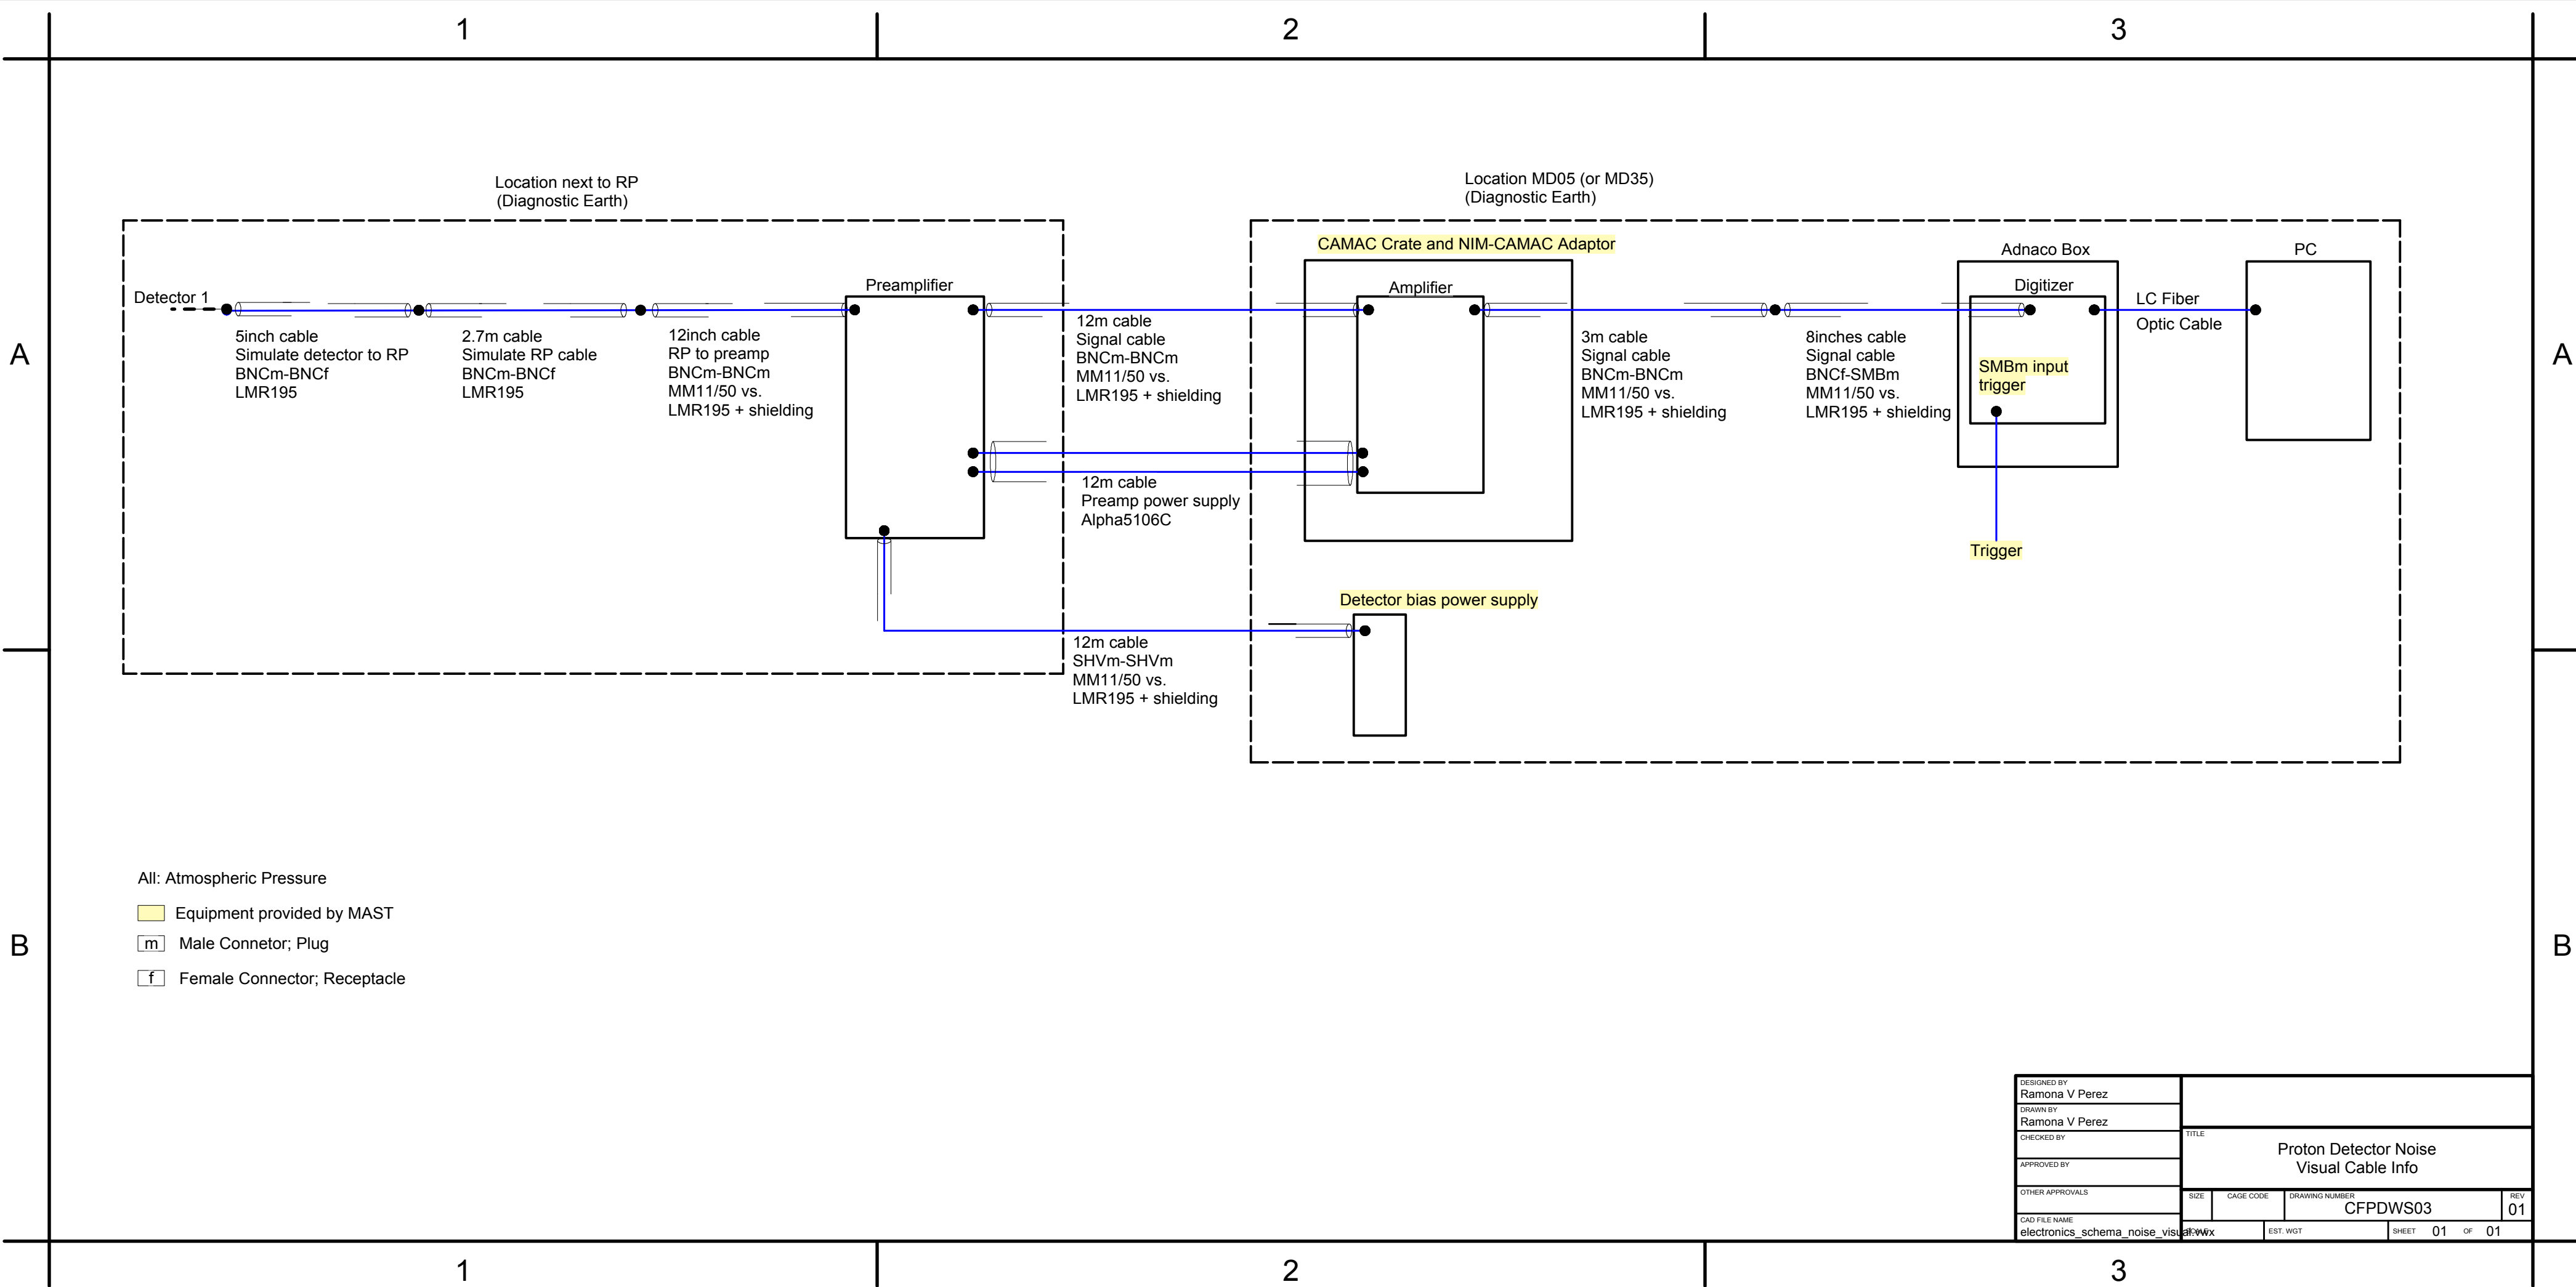 1
2
3
A
A
Location next to RP
(Diagnostic Earth)
Location MD05 (or MD35)
(Diagnostic Earth)
CAMAC Crate and NIM-CAMAC Adaptor
Adnaco Box
PC
Detector 1
Preamplifier
Amplifier
Digitizer
LC Fiber
Optic Cable
5inch cable
Simulate detector to RP
BNCm-BNCf
LMR195
2.7m cable
Simulate RP cable
BNCm-BNCf
LMR195
12inch cable
RP to preamp
BNCm-BNCm
MM11/50 vs.
LMR195 + shielding
12m cable
Signal cable
BNCm-BNCm
MM11/50 vs.
LMR195 + shielding
3m cable
Signal cable
BNCm-BNCm
MM11/50 vs.
LMR195 + shielding
8inches cable
Signal cable
BNCf-SMBm
MM11/50 vs.
LMR195 + shielding
SMBm input
trigger
Trigger
12m cable
Preamp power supply
Alpha5106C
Detector bias power supply
12m cable
SHVm-SHVm
MM11/50 vs.
LMR195 + shielding
All: Atmospheric Pressure
Equipment provided by MAST
m Male Connetor; Plug
f Female Connector; Receptacle
B
B
DESIGNED BY
Ramona V Perez
DRAWN BY
Ramona V Perez
CHECKED BY
APPROVED BY
OTHER APPROVALS
CAD FILE NAME
electronics_schema_noise_visual.vwx
TITLE
Proton Detector Noise
Visual Cable Info
SIZE
CAGE CODE
DRAWING NUMBER
CFPDWS03
REV
01
EST. WGT
SHEET 01 OF 01
1
2
3